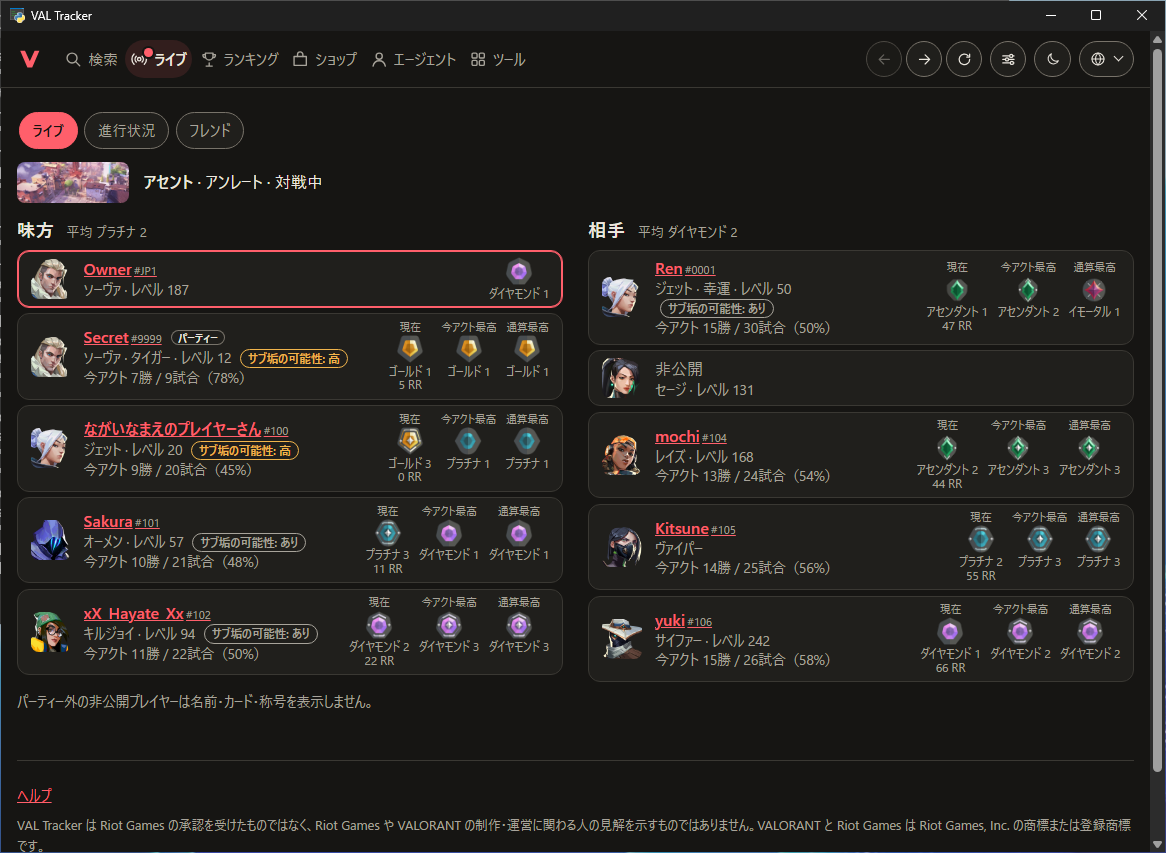 VAL Tracker
検索 ライブ ランキング ショップ エージェント ツール
ライブ 進行状況 フレンド
アセント · アンレート · 対戦中
味方 平均 プラチナ 2
Owner #JP1
ソーヴァ · レベル 187
ダイヤモンド 1
Secret #9999 パーティー
ソーヴァ · タイガー · レベル 12 サブ垢の可能性: 高
今アクト 7勝 / 9試合（78%）
現在 今アクト最高 通算最高
ゴールド 1 ゴールド 1 ゴールド 1
5 RR
ながいなまえのプレイヤーさん #100
ジェット · レベル 20 サブ垢の可能性: 高
今アクト 9勝 / 20試合（45%）
現在 今アクト最高 通算最高
ゴールド 3 プラチナ 1 プラチナ 1
0 RR
Sakura #101
オーメン · レベル 57 サブ垢の可能性: あり
今アクト 10勝 / 21試合（48%）
現在 今アクト最高 通算最高
プラチナ 3 ダイヤモンド 1 ダイヤモンド 1
11 RR
xX_Hayate_Xx #102
キルジョイ · レベル 94 サブ垢の可能性: あり
今アクト 11勝 / 22試合（50%）
現在 今アクト最高 通算最高
ダイヤモンド 2 ダイヤモンド 3 ダイヤモンド 3
22 RR
相手 平均 ダイヤモンド 2
Ren #0001
ジェット · 幸運 · レベル 50
サブ垢の可能性: あり
今アクト 15勝 / 30試合（50%）
現在 今アクト最高 通算最高
アセンダント 1 アセンダント 2 イモータル 1
47 RR
非公開
セージ · レベル 131
mochi #104
レイズ · レベル 168
今アクト 13勝 / 24試合（54%）
現在 今アクト最高 通算最高
アセンダント 2 アセンダント 3 アセンダント 3
44 RR
Kitsune #105
ヴァイパー
今アクト 14勝 / 25試合（56%）
現在 今アクト最高 通算最高
プラチナ 2 プラチナ 3 プラチナ 3
55 RR
yuki #106
サイファー · レベル 242
今アクト 15勝 / 26試合（58%）
現在 今アクト最高 通算最高
ダイヤモンド 1 ダイヤモンド 2 ダイヤモンド 2
66 RR
パーティー外の非公開プレイヤーは名前・カード・称号を表示しません。
ヘルプ
VAL Tracker は Riot Games の承認を受けたものではなく、Riot Games や VALORANT の制作・運営に関わる人の見解を示すものではありません。VALORANT と Riot Games は Riot Games, Inc. の商標または登録商標
です。